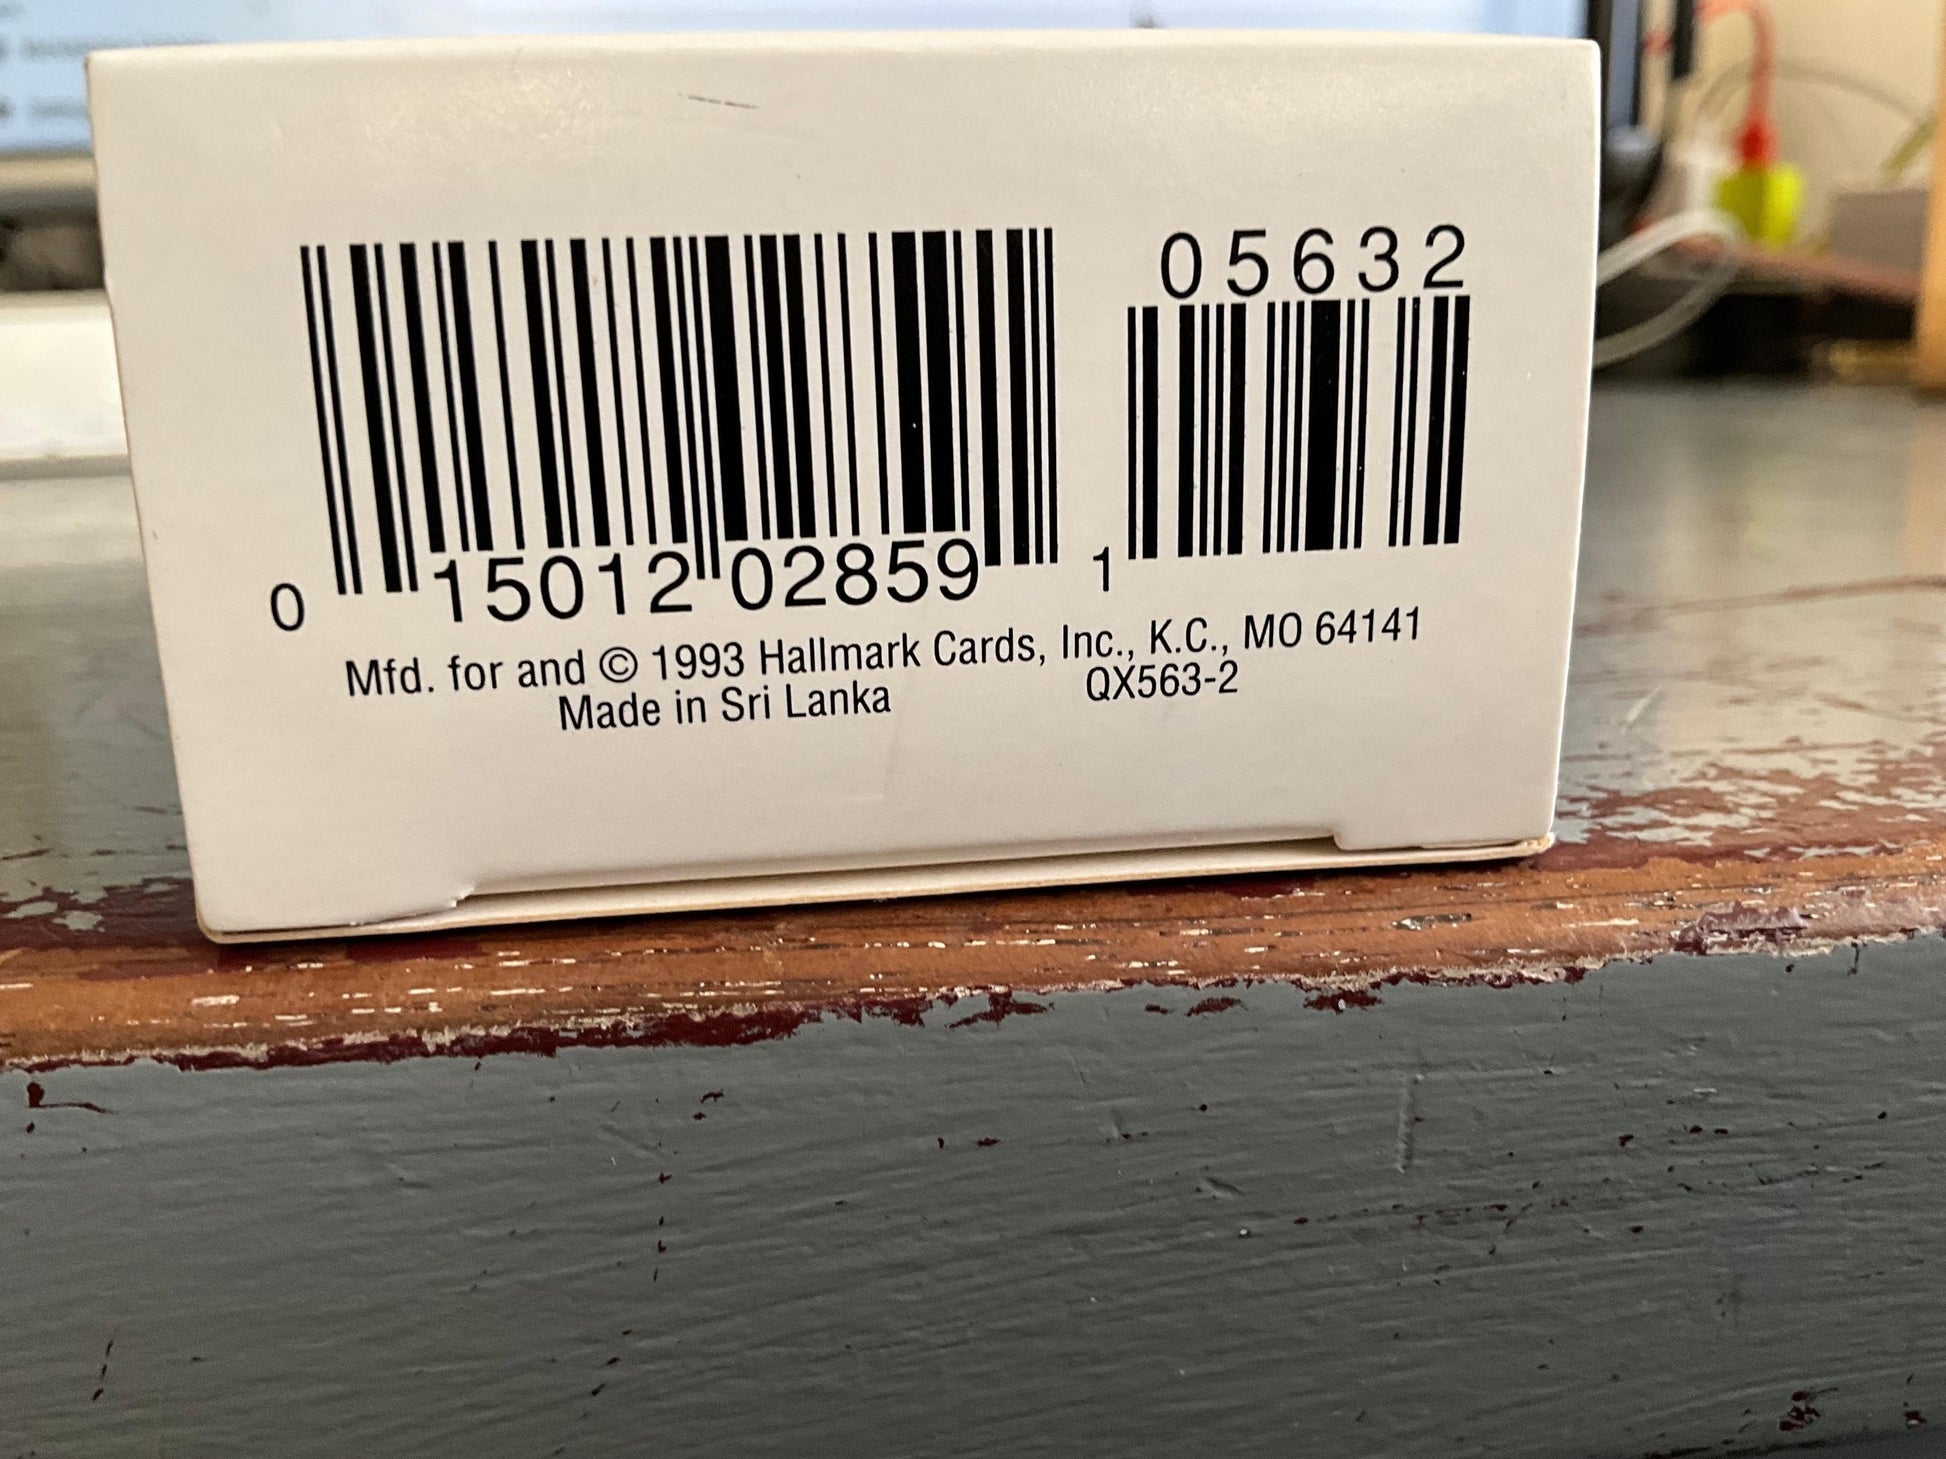 05632
0 15012 02859 1
Mfd. for and © 1993 Hallmark Cards, Inc., K.C., MO 64141
Made in Sri Lanka QX563-2